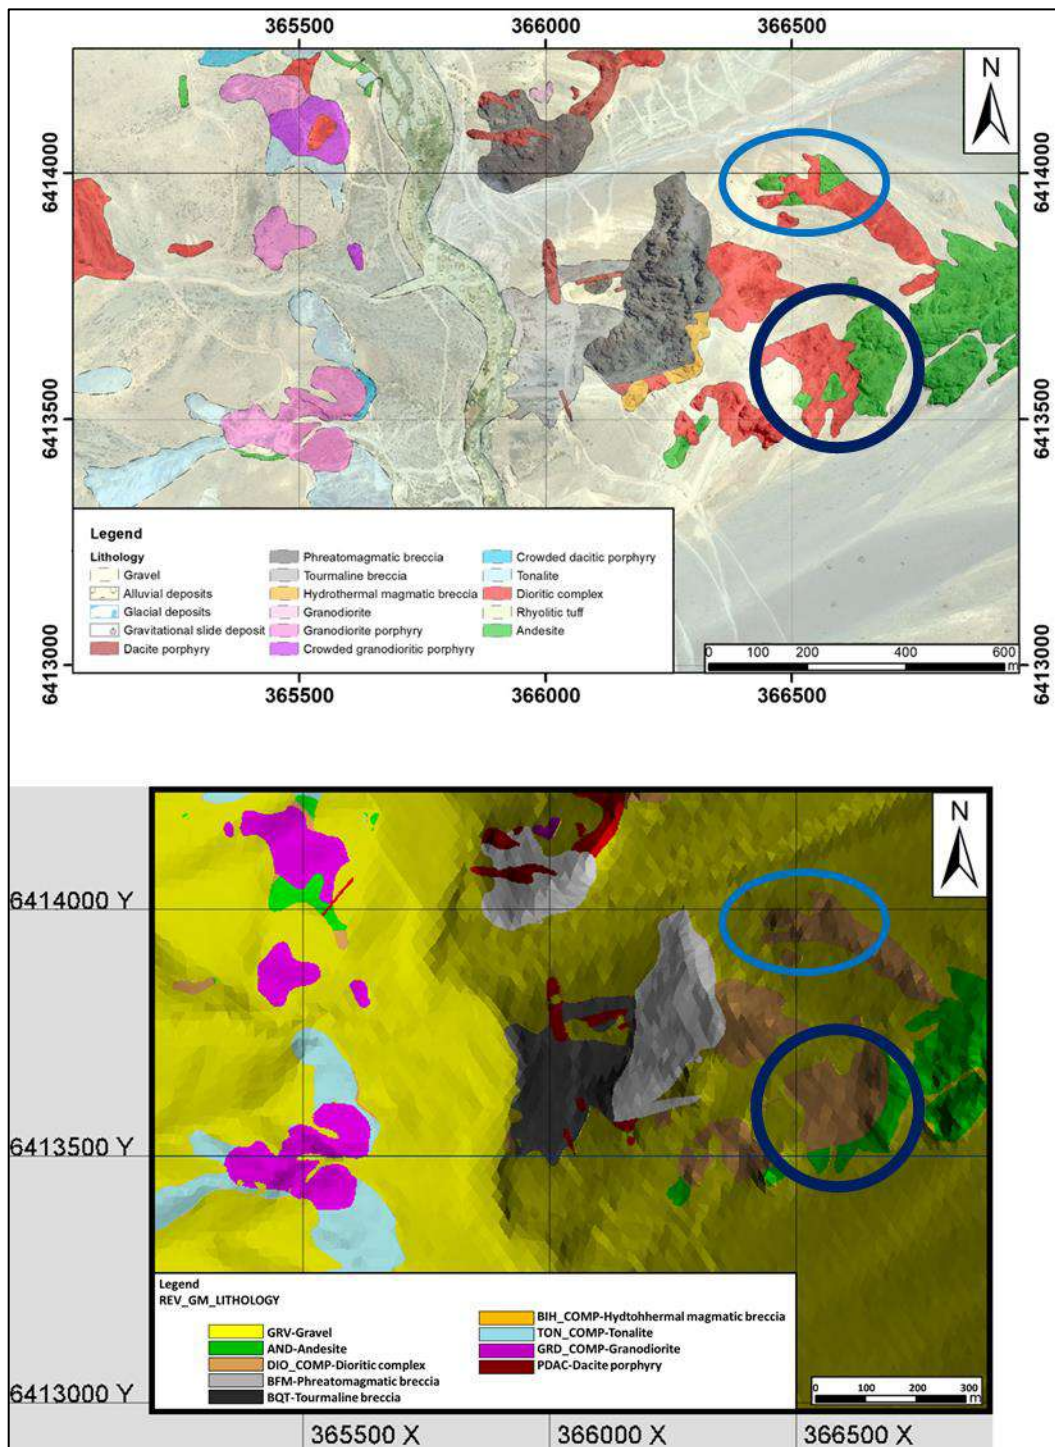 365500 366000 366500
N
6414000 6414000
6413500 6413500
Legend
Lithology
Gravel
Alluvial deposits
Glacial deposits
Gravitational slide deposit
Dacite porphyry
Phreatomagmatic breccia
Tourmaline breccia
Hydrothermal magmatic breccia
Granodiorite
Granodiorite porphyry
Crowded granodioritic porphyry
Crowded dacitic porphyry
Tonalite
Dioritic complex
Rhyolitic tuff
Andesite
0 100 200 400 600
m
6413000 6413000
365500 366000 366500
N
6414000 Y
6413500 Y
Legend
REV_GM_LITHOLOGY
GRV-Gravel
AND-Andesite
DIO_COMP-Dioritic complex
BFM-Phreatomagmatic breccia
BQT-Tourmaline breccia
BIH_COMP-Hydtohhermal magmatic breccia
TON_COMP-Tonalite
GRD_COMP-Granodiorite
PDAC-Dacite porphyry
0 100 200 300
m
6413000 Y
365500 X 366000 X 366500 X